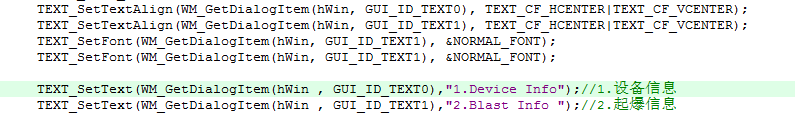 TEXT_SetTextAlign(WM_GetDialogItem(hWin, GUI_ID_TEXT0), TEXT_CF_HCENTER|TEXT_CF_VCENTER);
TEXT_SetTextAlign(WM_GetDialogItem(hWin, GUI_ID_TEXT1), TEXT_CF_HCENTER|TEXT_CF_VCENTER);
TEXT_SetFont(WM_GetDialogItem(hWin, GUI_ID_TEXT1), &NORMAL_FONT);
TEXT_SetFont(WM_GetDialogItem(hWin, GUI_ID_TEXT1), &NORMAL_FONT);
TEXT_SetText(WM_GetDialogItem(hWin , GUI_ID_TEXT0),"1.Device Info");//1.设备信息
TEXT_SetText(WM_GetDialogItem(hWin , GUI_ID_TEXT1),"2.Blast Info ");//2.起爆信息